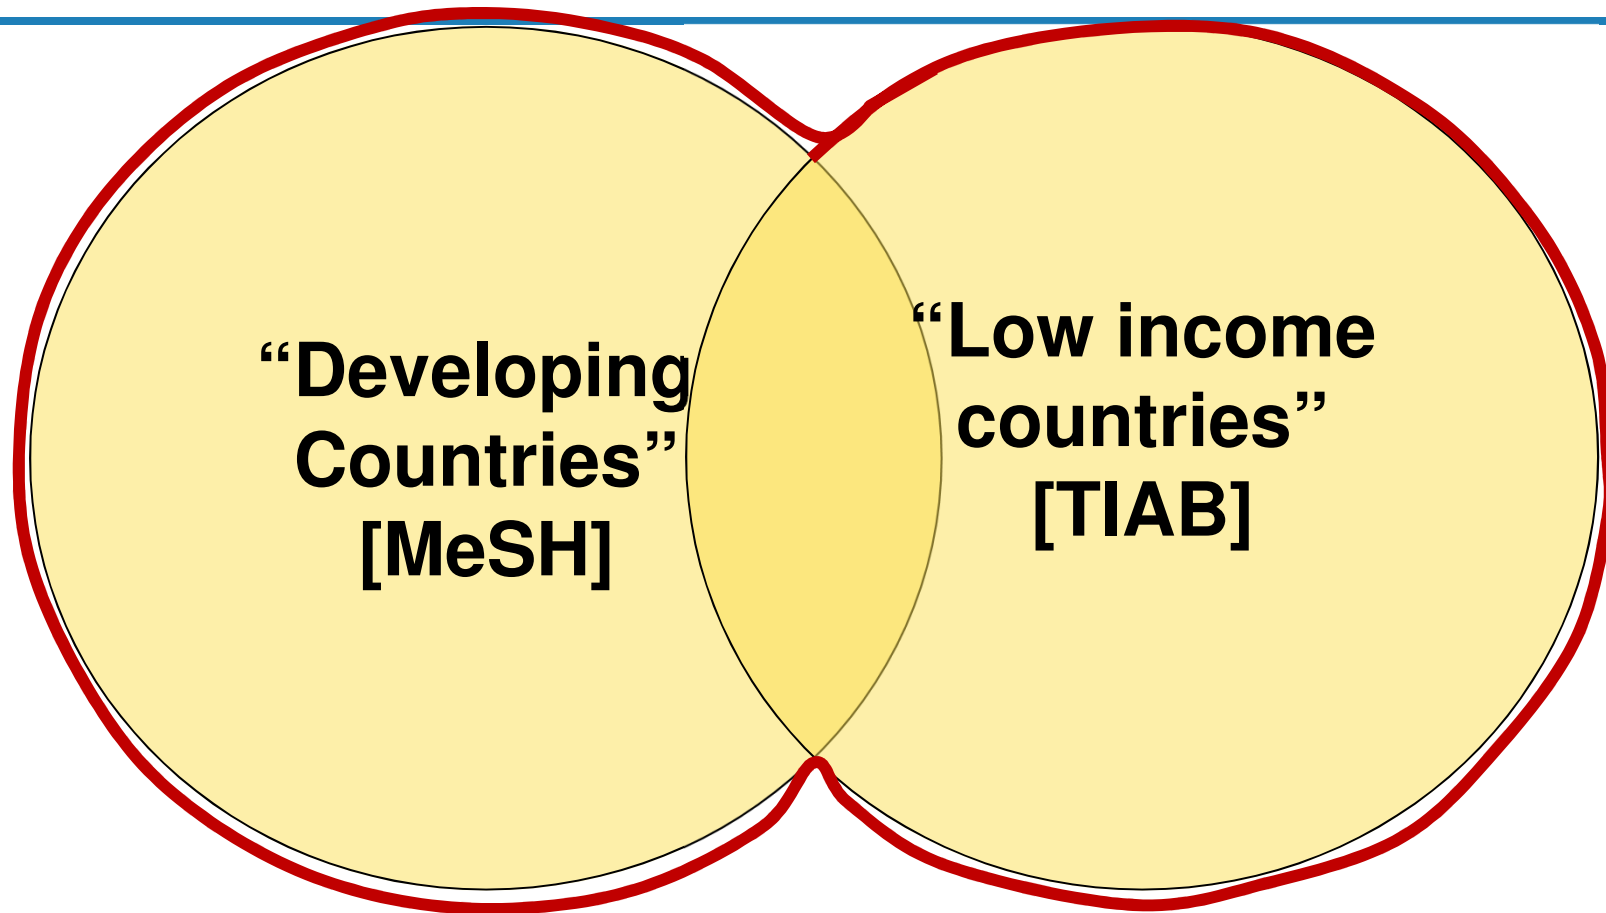 “Developing
Countries”
[MeSH]
“Low income
countries”
[TIAB]